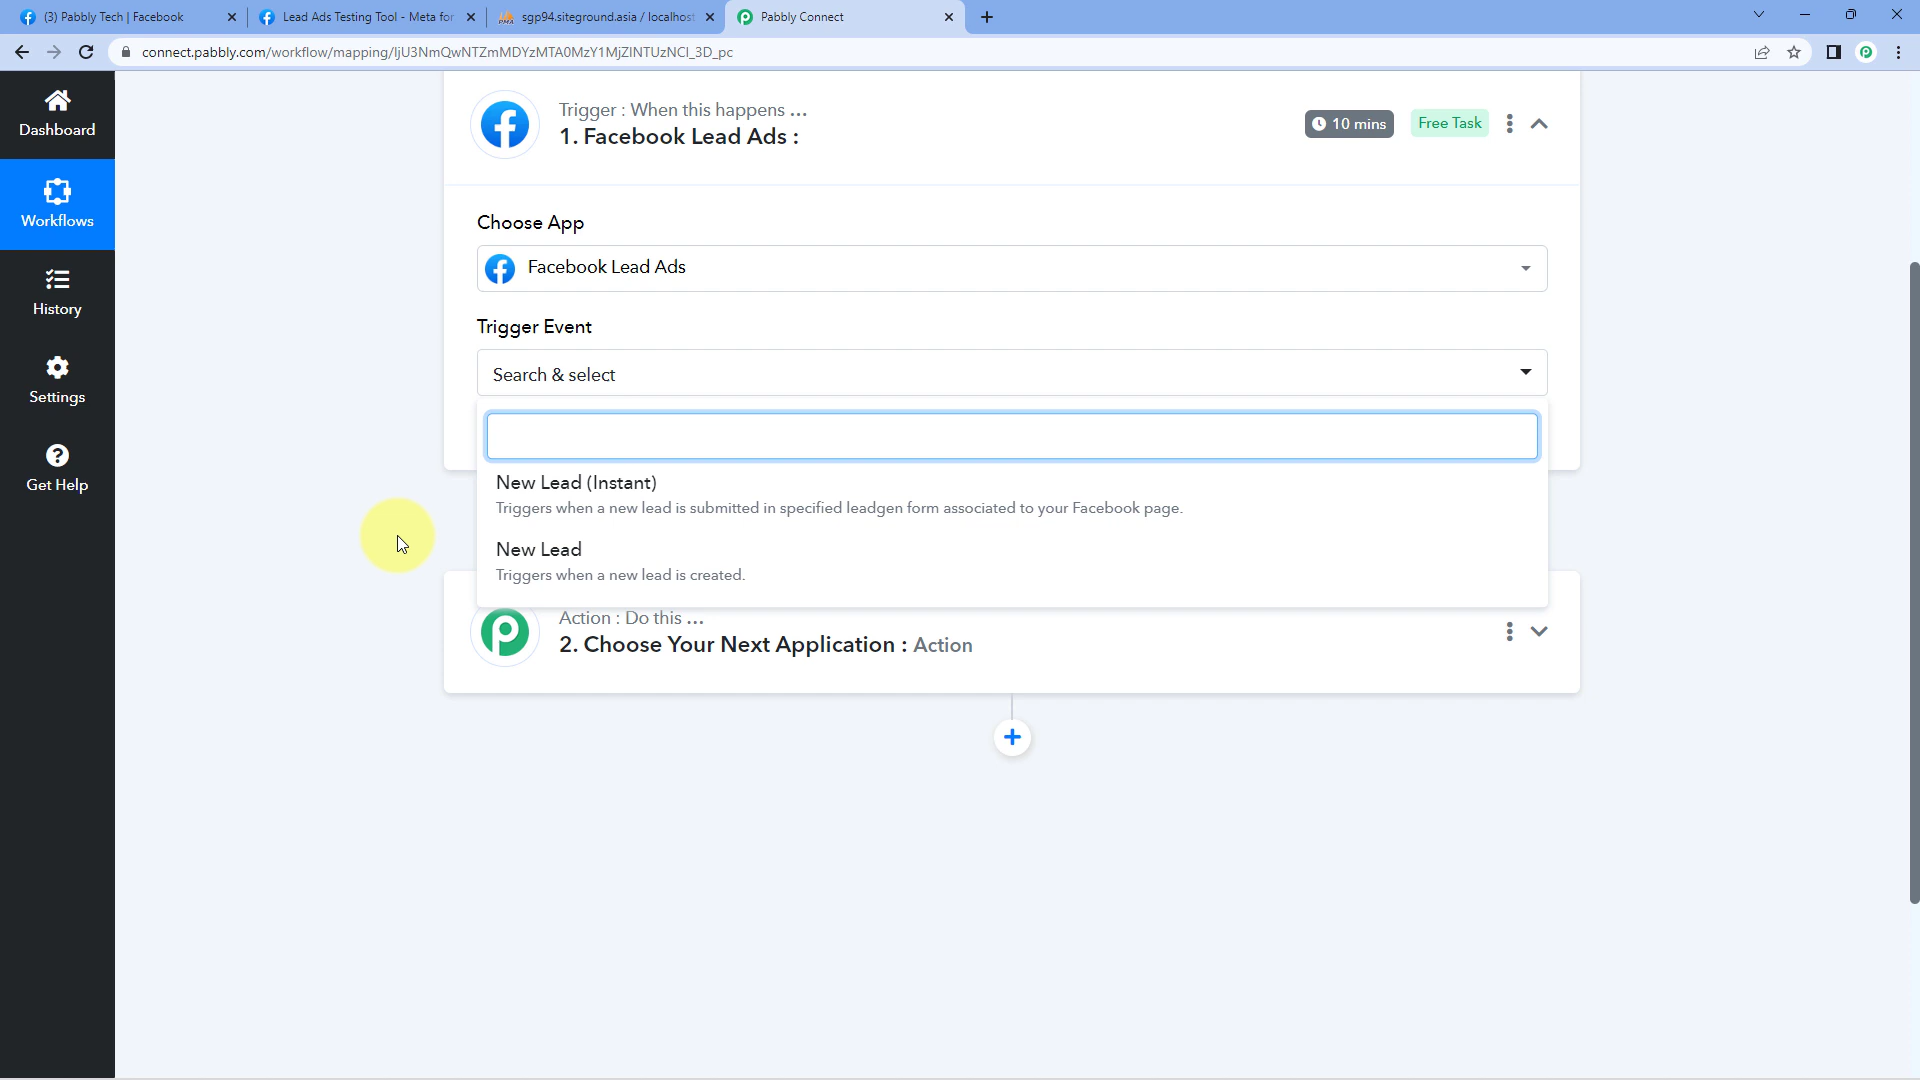 (3) Pabbly Tech | Facebook
Lead Ads Testing Tool - Meta for
sgp94.siteground.asia / localhost
Pabbly Connect
connect.pabbly.com/workflow/mapping/IjU3NmQwNTZmMDYzMTA0MzY1MjZlNTUzNCI_3D_pc
Dashboard
Workflows
History
Settings
Get Help
Trigger : When this happens ...
1. Facebook Lead Ads :
10 mins
Free Task
Choose App
Facebook Lead Ads
Trigger Event
Search & select
New Lead (Instant)
Triggers when a new lead is submitted in specified leadgen form associated to your Facebook page.
New Lead
Triggers when a new lead is created.
Action : Do this ...
2. Choose Your Next Application : Action